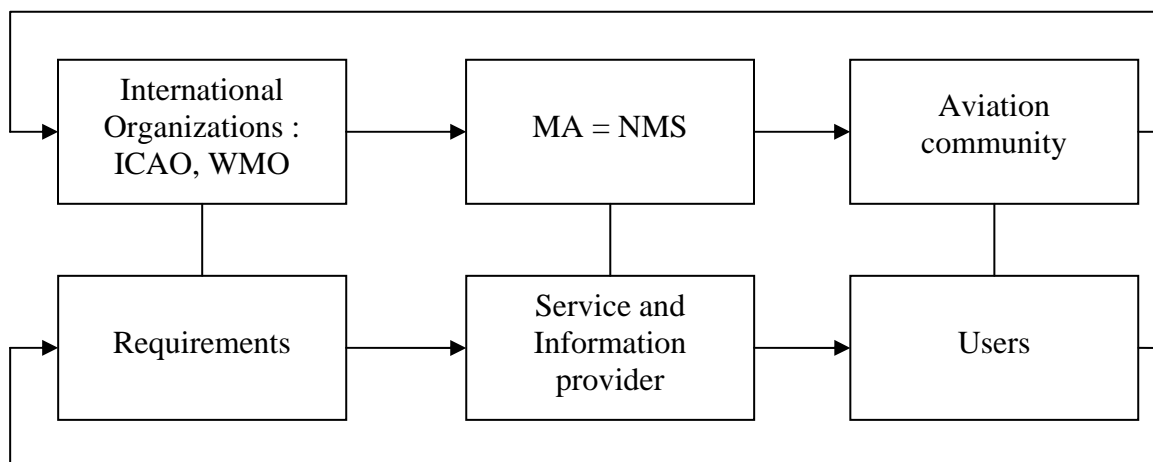 International
Organizations :
ICAO, WMO
MA = NMS
Aviation
community
Requirements
Service and
Information
provider
Users